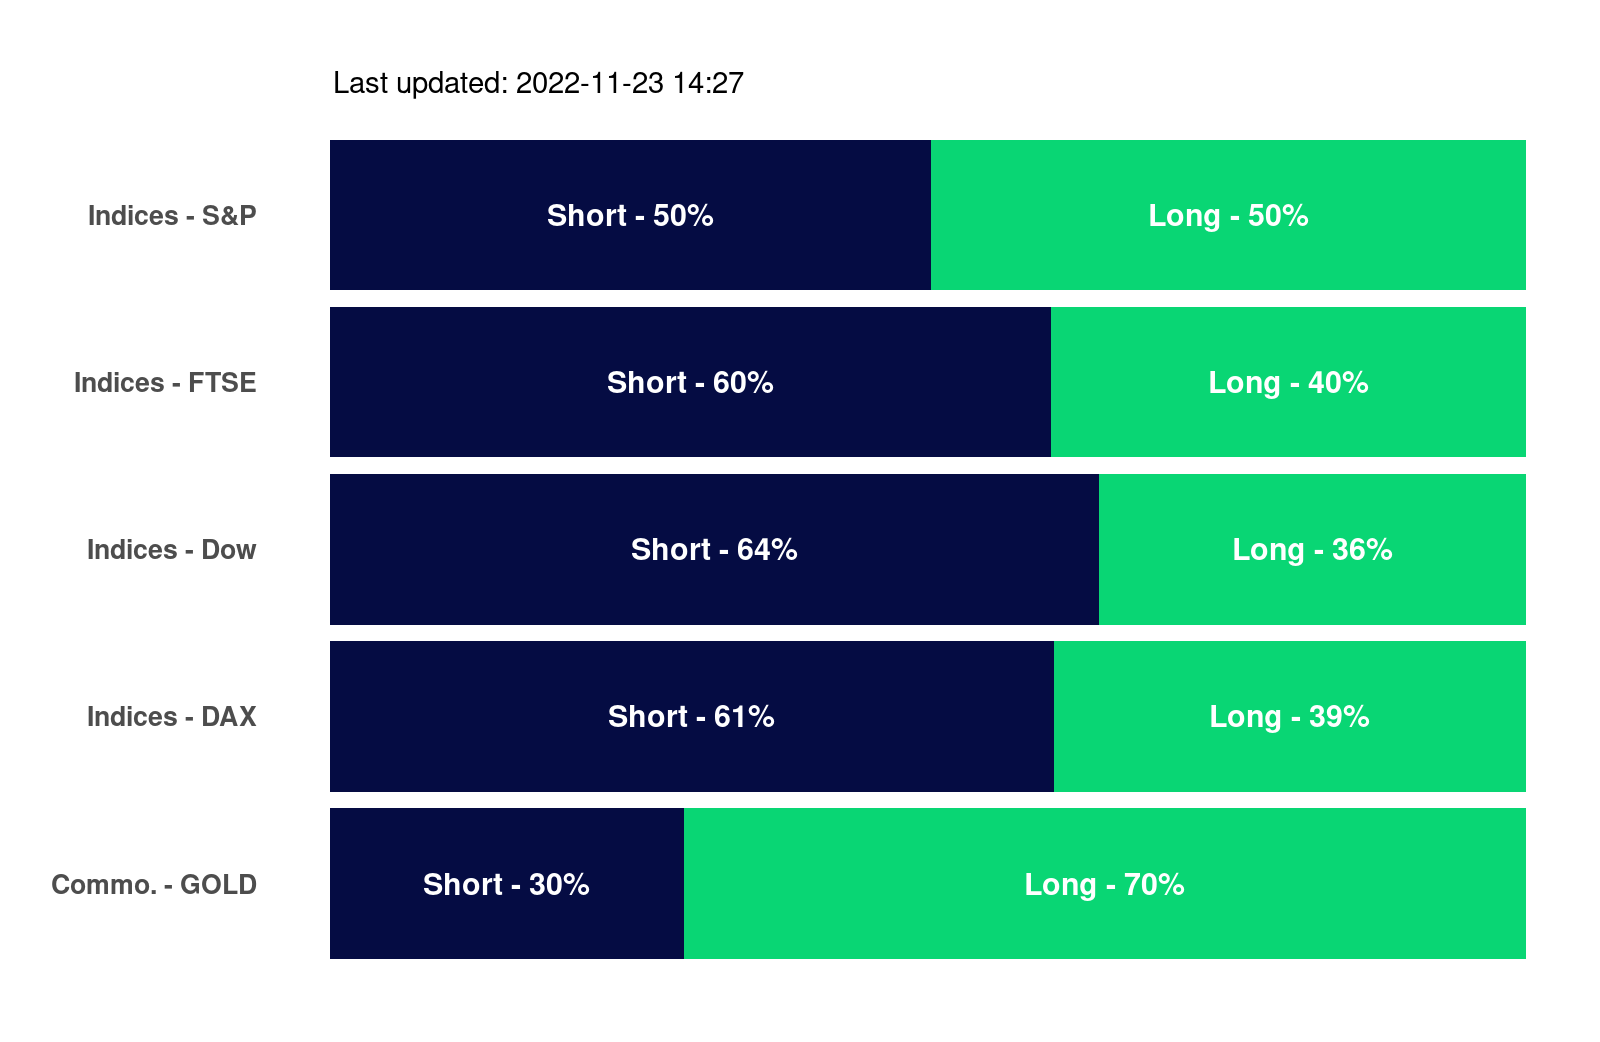 Last updated: 2022-11-23 14:27
Indices - S&P Short - 50% Long - 50%
Indices - FTSE Short - 60% Long - 40%
Indices - Dow Short - 64% Long - 36%
Indices - DAX Short - 61% Long - 39%
Commo. - GOLD Short - 30% Long - 70%